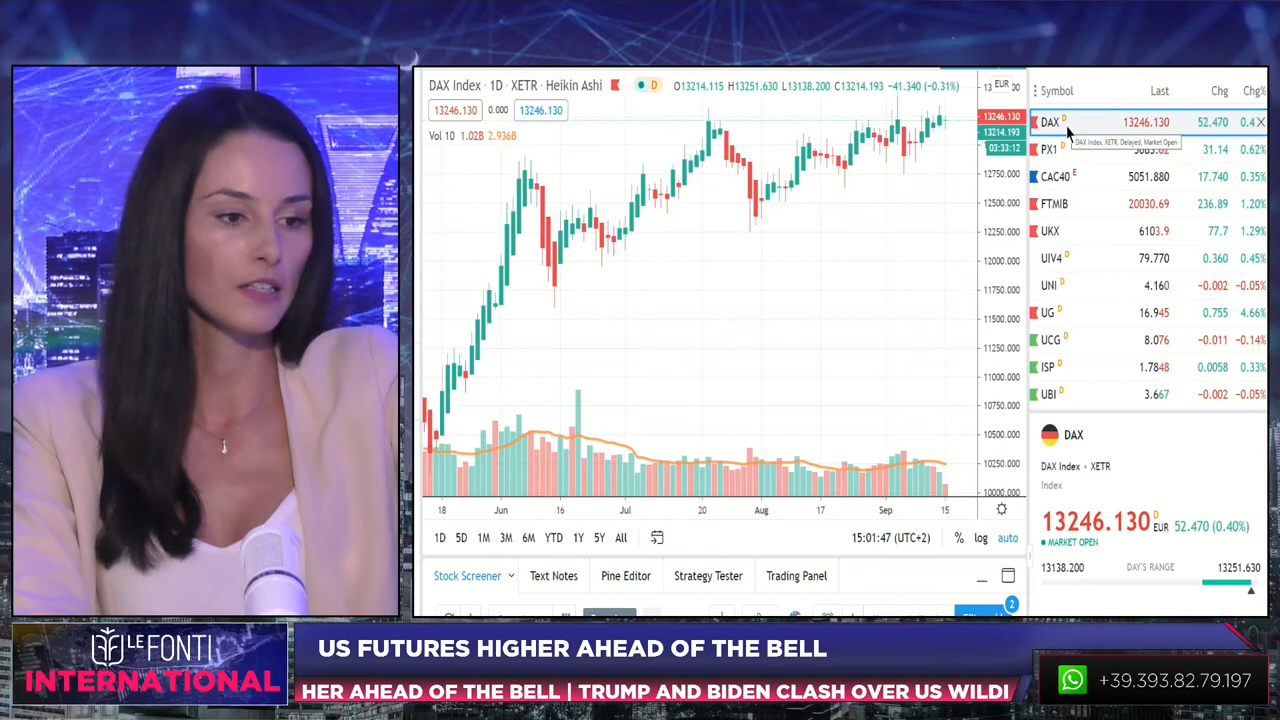 DAX Index · 1D · XETR · Heikin Ashi D O13214.115 H13251.630 L13138.200 C13214.193 −41.340 (−0.31%)
13246.130 0.000 13246.130
Vol 10 1.02B 2.936B
EUR
13246.130
13214.193
03:33:12
12750.000
12500.000
12250.000
12000.000
11750.000
11500.000
11250.000
11000.000
10750.000
10500.000
10250.000
10000.000
18 Jun 16 Jul 20 Aug 17 Sep 15
1D 5D 1M 3M 6M YTD 1Y 5Y All 15:01:47 (UTC+2) % log auto
Stock Screener Text Notes Pine Editor Strategy Tester Trading Panel
2
Symbol Last Chg Chg%
DAX D 13246.130 52.470 0.4
DAX Index, XETR, Delayed, Market Open
PX1 D 31.14 0.62%
CAC40 E 5051.880 17.740 0.35%
FTMIB 20030.69 236.89 1.20%
UKX 6103.9 77.7 1.29%
UIV4 D 79.770 0.360 0.45%
UNI D 4.160 −0.002 −0.05%
UG D 16.945 0.755 4.66%
UCG D 8.076 −0.011 −0.14%
ISP D 1.7848 0.0058 0.33%
UBI D 3.667 −0.002 −0.05%
DAX
DAX Index • XETR
Index
13246.130 D EUR 52.470 (0.40%)
MARKET OPEN
13138.200 DAY'S RANGE 13251.630
LE FONTI
INTERNATIONAL
US FUTURES HIGHER AHEAD OF THE BELL
HER AHEAD OF THE BELL | TRUMP AND BIDEN CLASH OVER US WILDI
+39.393.82.79.197